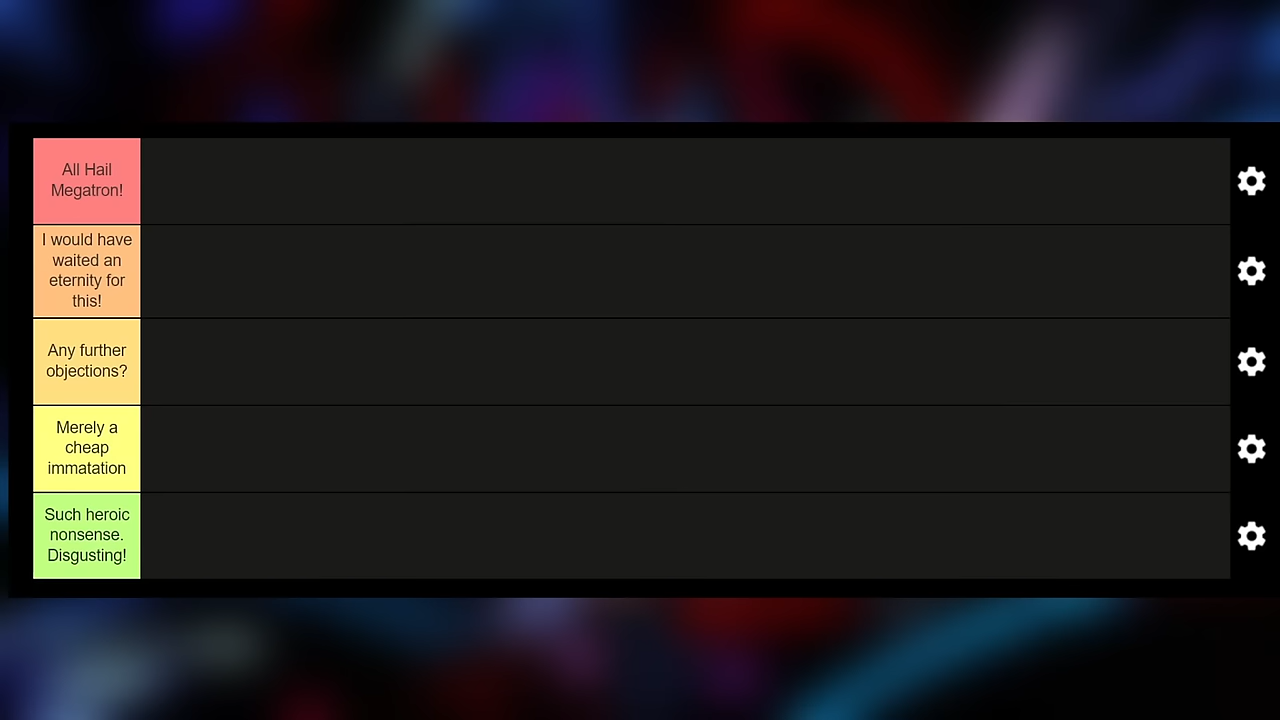 All Hail
Megatron!
I would have
waited an
eternity for
this!
Any further
objections?
Merely a
cheap
immatation
Such heroic
nonsense.
Disgusting!